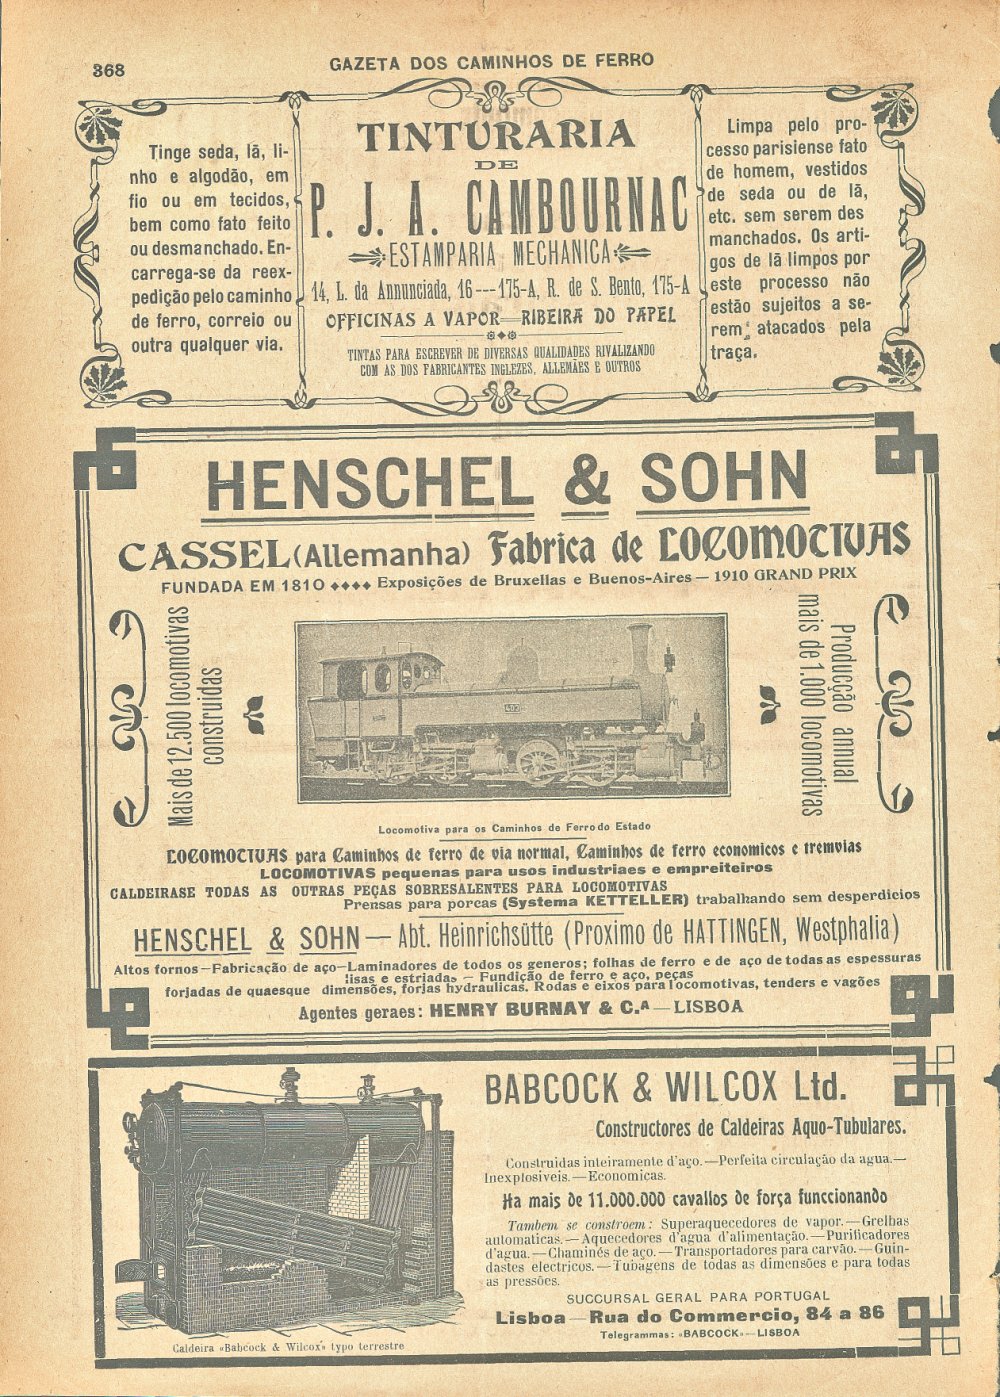 368
GAZETA DOS CAMINHOS DE FERRO
Tinge seda, lã, li-
nho e algodão, em
fio ou em tecidos,
bem como fato feito
ou desmanchado. En-
carrega-se da reex-
pedição pelo caminho
de ferro, correio ou
outra qualquer via.
TINTURARIA
DE
P. J. A. CAMBOURNAC
ESTAMPARIA MECHANICA
14, L. da Annunciada, 16---175-A, R. de S. Bento, 175-A
OFFICINAS A VAPOR—RIBEIRA DO PAPEL
TINTAS PARA ESCREVER DE DIVERSAS QUALIDADES RIVALIZANDO
COM AS DOS FABRICANTES INGLEZES, ALLEMÃES E OUTROS
Limpa pelo pro-
cesso parisiense fato
de homem, vestidos
de seda ou de lã,
etc. sem serem des
manchados. Os arti-
gos de lã limpos por
este processo não
estão sujeitos a se-
rem atacados pela
traça.
HENSCHEL & SOHN
CASSEL (Allemanha) Fabrica de LOCOMOTIVAS
FUNDADA EM 1810 ◆◆◆◆ Exposições de Bruxellas e Buenos-Aires — 1910 GRAND PRIX
Mais de 12.500 locomotivas
construidas
402
Producção annual
mais de 1.000 locomotivas
Locomotiva para os Caminhos de Ferro do Estado
LOCOMOTIVAS para Caminhos de ferro de via normal, Caminhos de ferro economicos e tremvias
LOCOMOTIVAS pequenas para usos industriaes e empreiteiros
CALDEIRASE TODAS AS OUTRAS PEÇAS SOBRESALENTES PARA LOCOMOTIVAS
Prensas para porcas (Systema KETTELLER) trabalhando sem desperdicios
HENSCHEL & SOHN — Abt. Heinrichsütte (Proximo de HATTINGEN, Westphalia)
Altos fornos—Fabricação de aço—Laminadores de todos os generos; folhas de ferro e de aço de todas as espessuras
lisas e estriadas — Fundição de ferro e aço, peças
forjadas de quaesque dimensões, forjas hydraulicas. Rodas e eixos para locomotivas, tenders e vagões
Agentes geraes: HENRY BURNAY & C.ª — LISBOA
BABCOCK & WILCOX Ltd.
Constructores de Caldeiras Aquo-Tubulares.
Construidas inteiramente d'aço.—Perfeita circulação da agua.—
Inexplosiveis.—Economicas.
Ha mais de 11.000.000 cavallos de força funccionando
Tambem se constroem: Superaquecedores de vapor.—Grelhas
automaticas.—Aquecedores d'agua d'alimentação.—Purificadores
d'agua.—Chaminés de aço.—Transportadores para carvão.—Guin-
dastes electricos.—Tubagens de todas as dimensões e para todas
as pressões.
SUCCURSAL GERAL PARA PORTUGAL
Lisboa—Rua do Commercio, 84 a 86
Telegrammas: «BABCOCK»—LISBOA
Caldeira «Babcock & Wilcox» typo terrestre